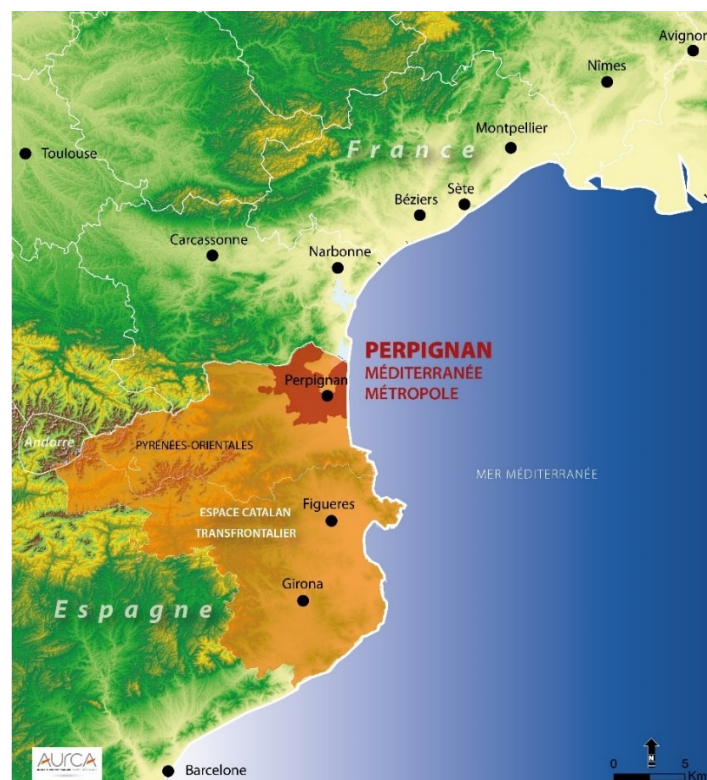 Avignon
Nîmes
Montpellier
Toulouse
France
Sète
Béziers
Carcassonne
Narbonne
PERPIGNAN
MÉDITERRANÉE
MÉTROPOLE
Perpignan
Andorre
PYRÉNÉES-ORIENTALES
MER MÉDITERRANÉE
Figueres
ESPACE CATALAN
TRANSFRONTALIER
Girona
Espagne
AURCA
Barcelone
N
0 5
Km